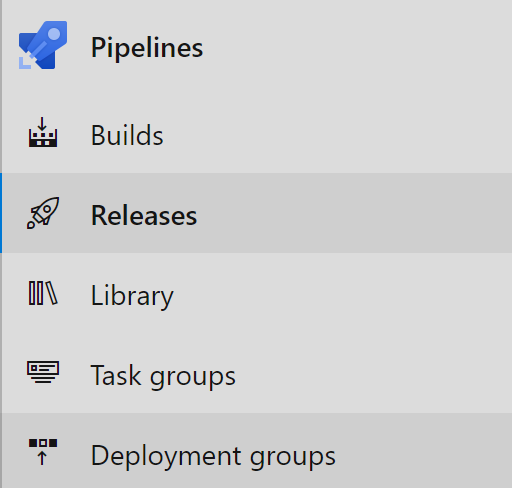 Pipelines
Builds
Releases
Library
Task groups
Deployment groups